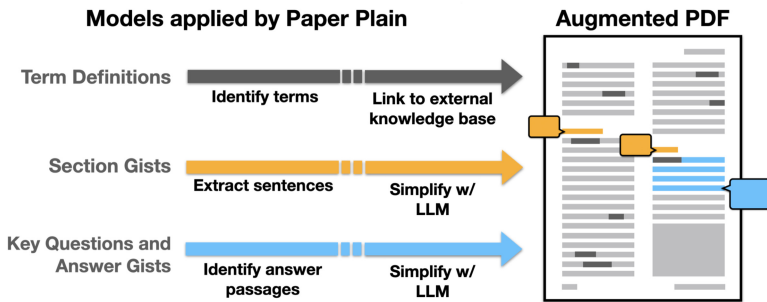 Models applied by Paper Plain
Augmented PDF
Term Definitions
Identify terms
Link to external
knowledge base
Section Gists
Extract sentences
Simplify w/
LLM
Key Questions and
Answer Gists
Identify answer
passages
Simplify w/
LLM